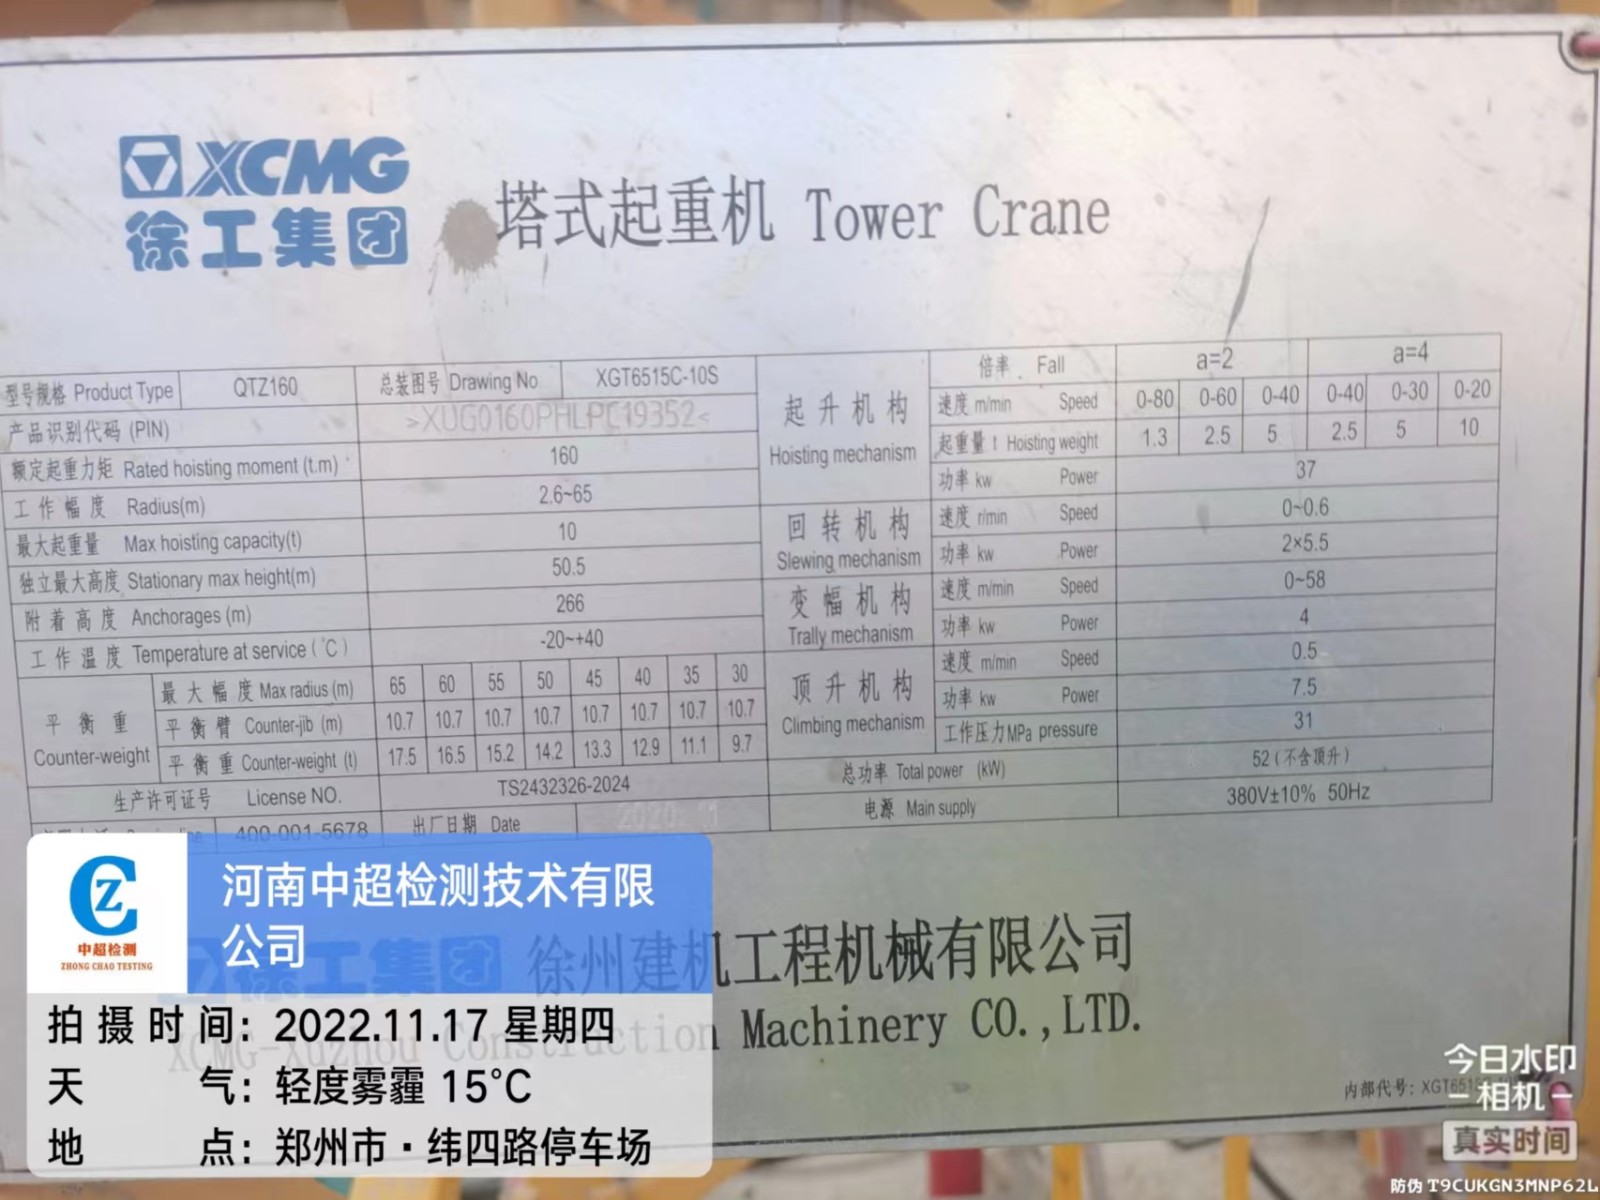 XCMG
徐工集团
塔式起重机 Tower Crane
型号规格 Product Type QTZ160 总装图号 Drawing No XGT6515C-10S
产品识别代码 (PIN) >XUG0160PHLPC19352<
额定起重力矩 Rated hoisting moment (t.m) 160
工作幅度 Radius(m) 2.6~65
最大起重量 Max hoisting capacity(t) 10
独立最大高度 Stationary max height(m) 50.5
附着高度 Anchorages (m) 266
工作温度 Temperature at service (°C) -20~+40
平衡重 Counter-weight
最大幅度 Max radius (m) 65 60 55 50 45 40 35 30
平衡臂 Counter-jib (m) 10.7 10.7 10.7 10.7 10.7 10.7 10.7 10.7
平衡重 Counter-weight (t) 17.5 16.5 15.2 14.2 13.3 12.9 11.1 9.7
生产许可证号 License NO. TS2432326-2024
400-001-5678 出厂日期 Date 2020.11
起升机构 Hoisting mechanism
倍率 Fall a=2 a=4
速度 m/min Speed 0-80 0-60 0-40 0-40 0-30 0-20
起重量 t Hoisting weight 1.3 2.5 5 2.5 5 10
功率 kw Power 37
回转机构 Slewing mechanism
速度 r/min Speed 0~0.6
功率 kw Power 2×5.5
变幅机构 Trally mechanism
速度 m/min Speed 0~58
功率 kw Power 4
顶升机构 Climbing mechanism
速度 m/min Speed 0.5
功率 kw Power 7.5
工作压力MPa pressure 31
总功率 Total power (kW) 52(不含顶升)
电源 Main supply 380V±10% 50Hz
徐工集团 徐州建机工程机械有限公司
XCMG-Xuzhou Construction Machinery CO.,LTD.
内部代号: XGT651
CZ
中超检测
ZHONG CHAO TESTING
河南中超检测技术有限
公司
拍摄时间: 2022.11.17 星期四
天气: 轻度雾霾 15°C
地点: 郑州市·纬四路停车场
今日水印
相机
真实时间
防伪 T9CUKGN3MNP62L